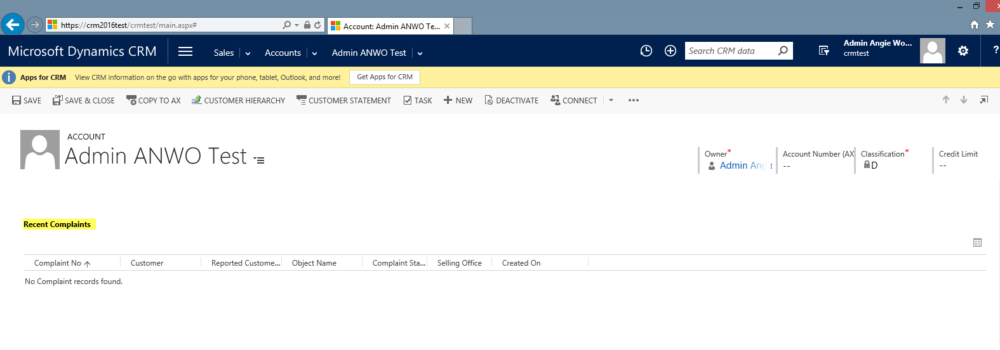 https://crm2016test/crmtest/main.aspx#
Account: Admin ANWO Te...
Microsoft Dynamics CRM
Sales
Accounts
Admin ANWO Test
Search CRM data
Admin Angie Wo...
crmtest
?
Apps for CRM
View CRM information on the go with apps for your phone, tablet, Outlook, and more!
Get Apps for CRM
SAVE
SAVE & CLOSE
COPY TO AX
CUSTOMER HIERARCHY
CUSTOMER STATEMENT
TASK
NEW
DEACTIVATE
CONNECT
ACCOUNT
Admin ANWO Test
Owner*
Admin Ang
Account Number (AX
--
Classification*
D
Credit Limit
--
Recent Complaints
Complaint No
Customer
Reported Custome...
Object Name
Complaint Sta...
Selling Office
Created On
No Complaint records found.